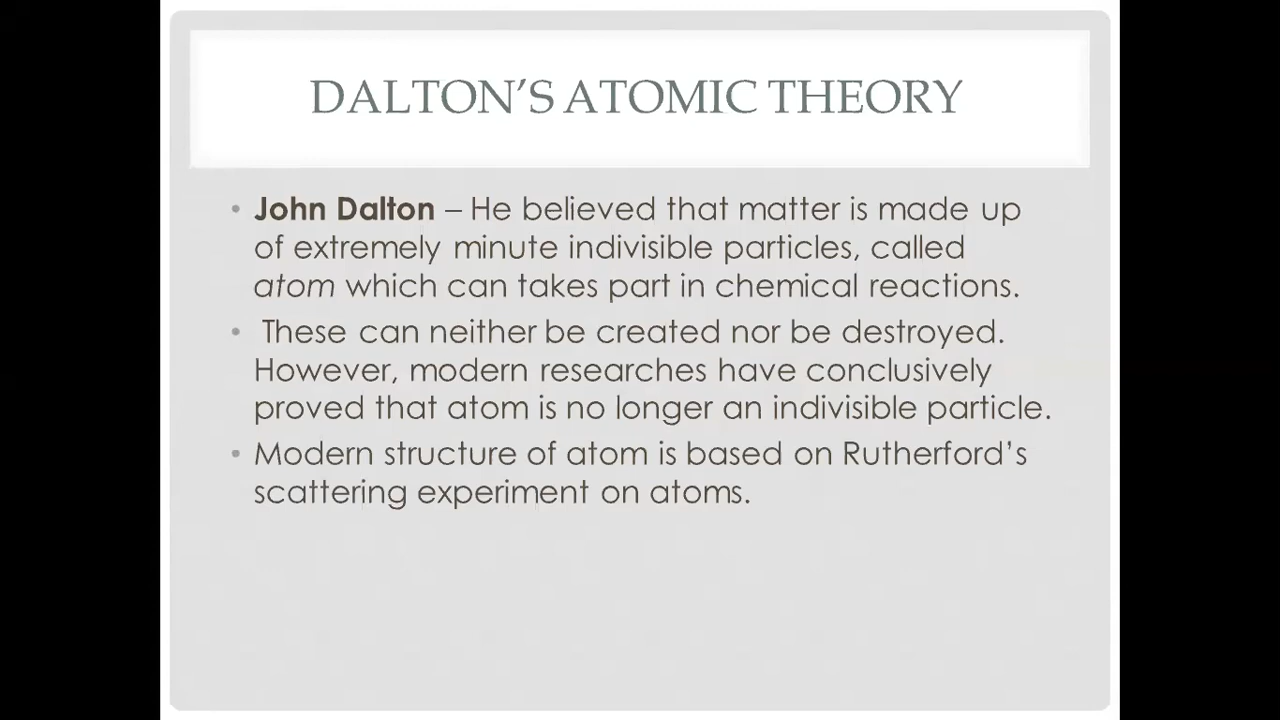 DALTON’S ATOMIC THEORY
• John Dalton – He believed that matter is made up
of extremely minute indivisible particles, called
atom which can takes part in chemical reactions.
• These can neither be created nor be destroyed.
However, modern researches have conclusively
proved that atom is no longer an indivisible particle.
• Modern structure of atom is based on Rutherford’s
scattering experiment on atoms.